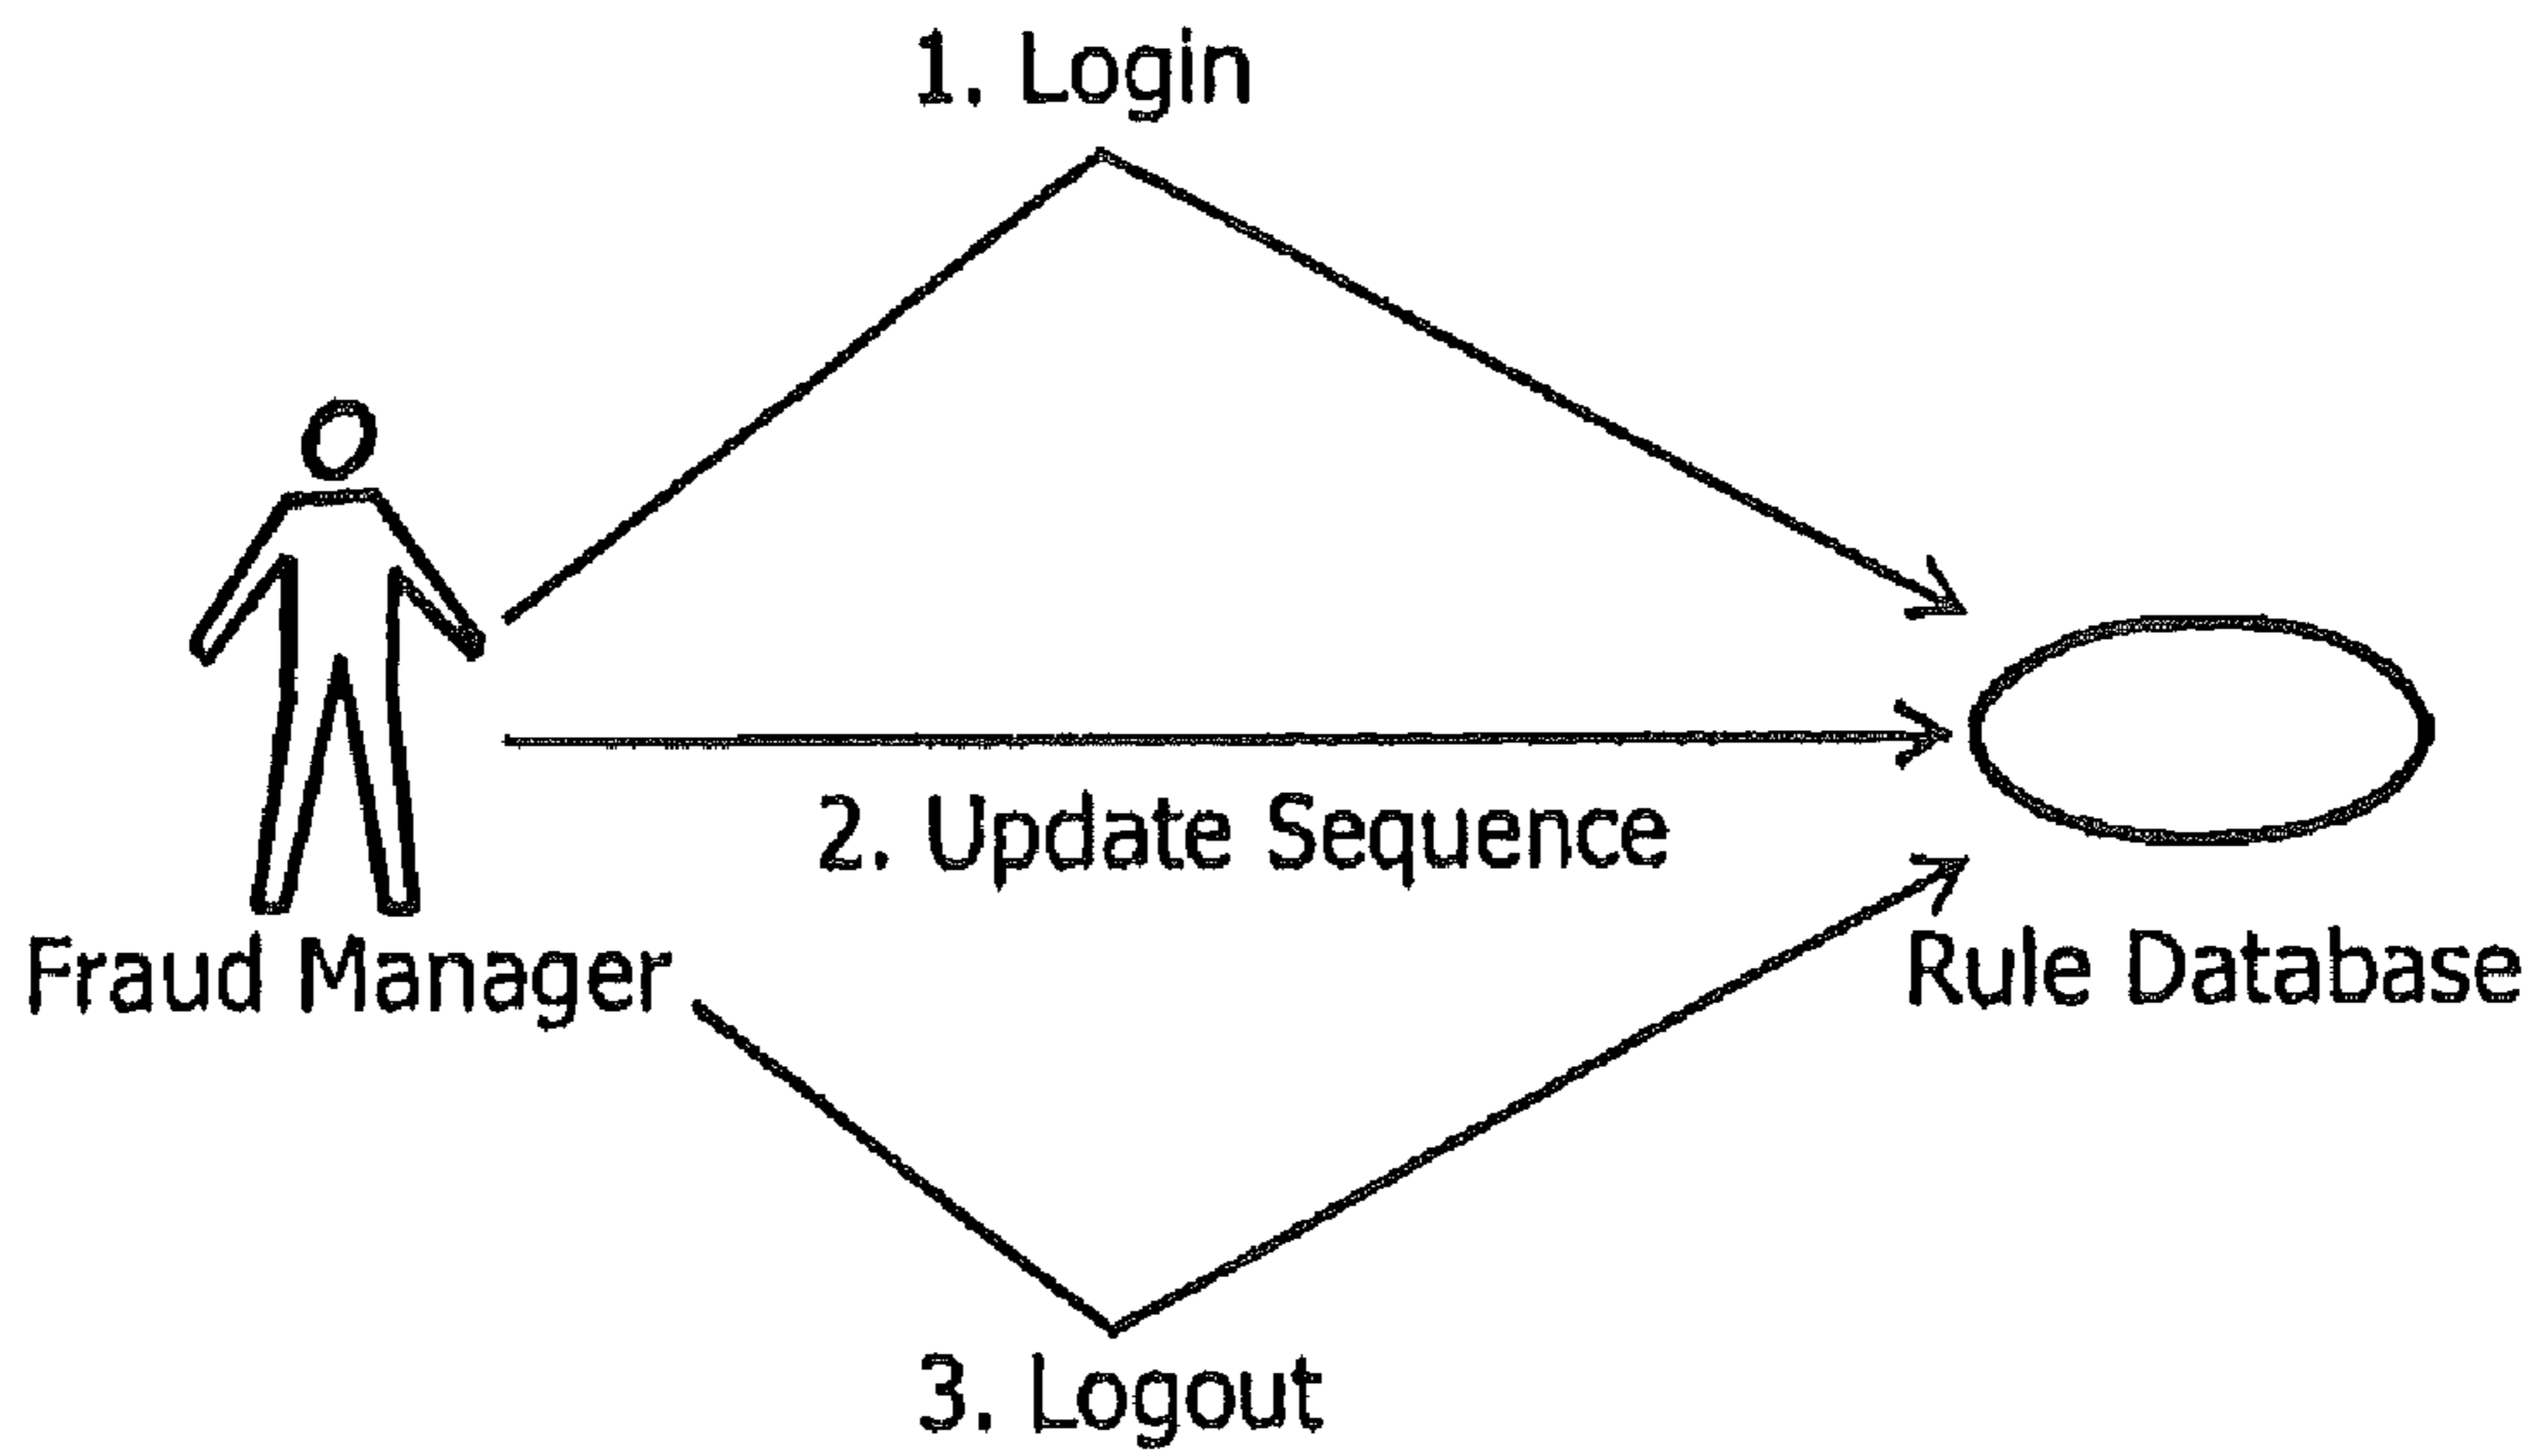 1. Login
2. Update Sequence
Fraud Manager
Rule Database
3. Logout